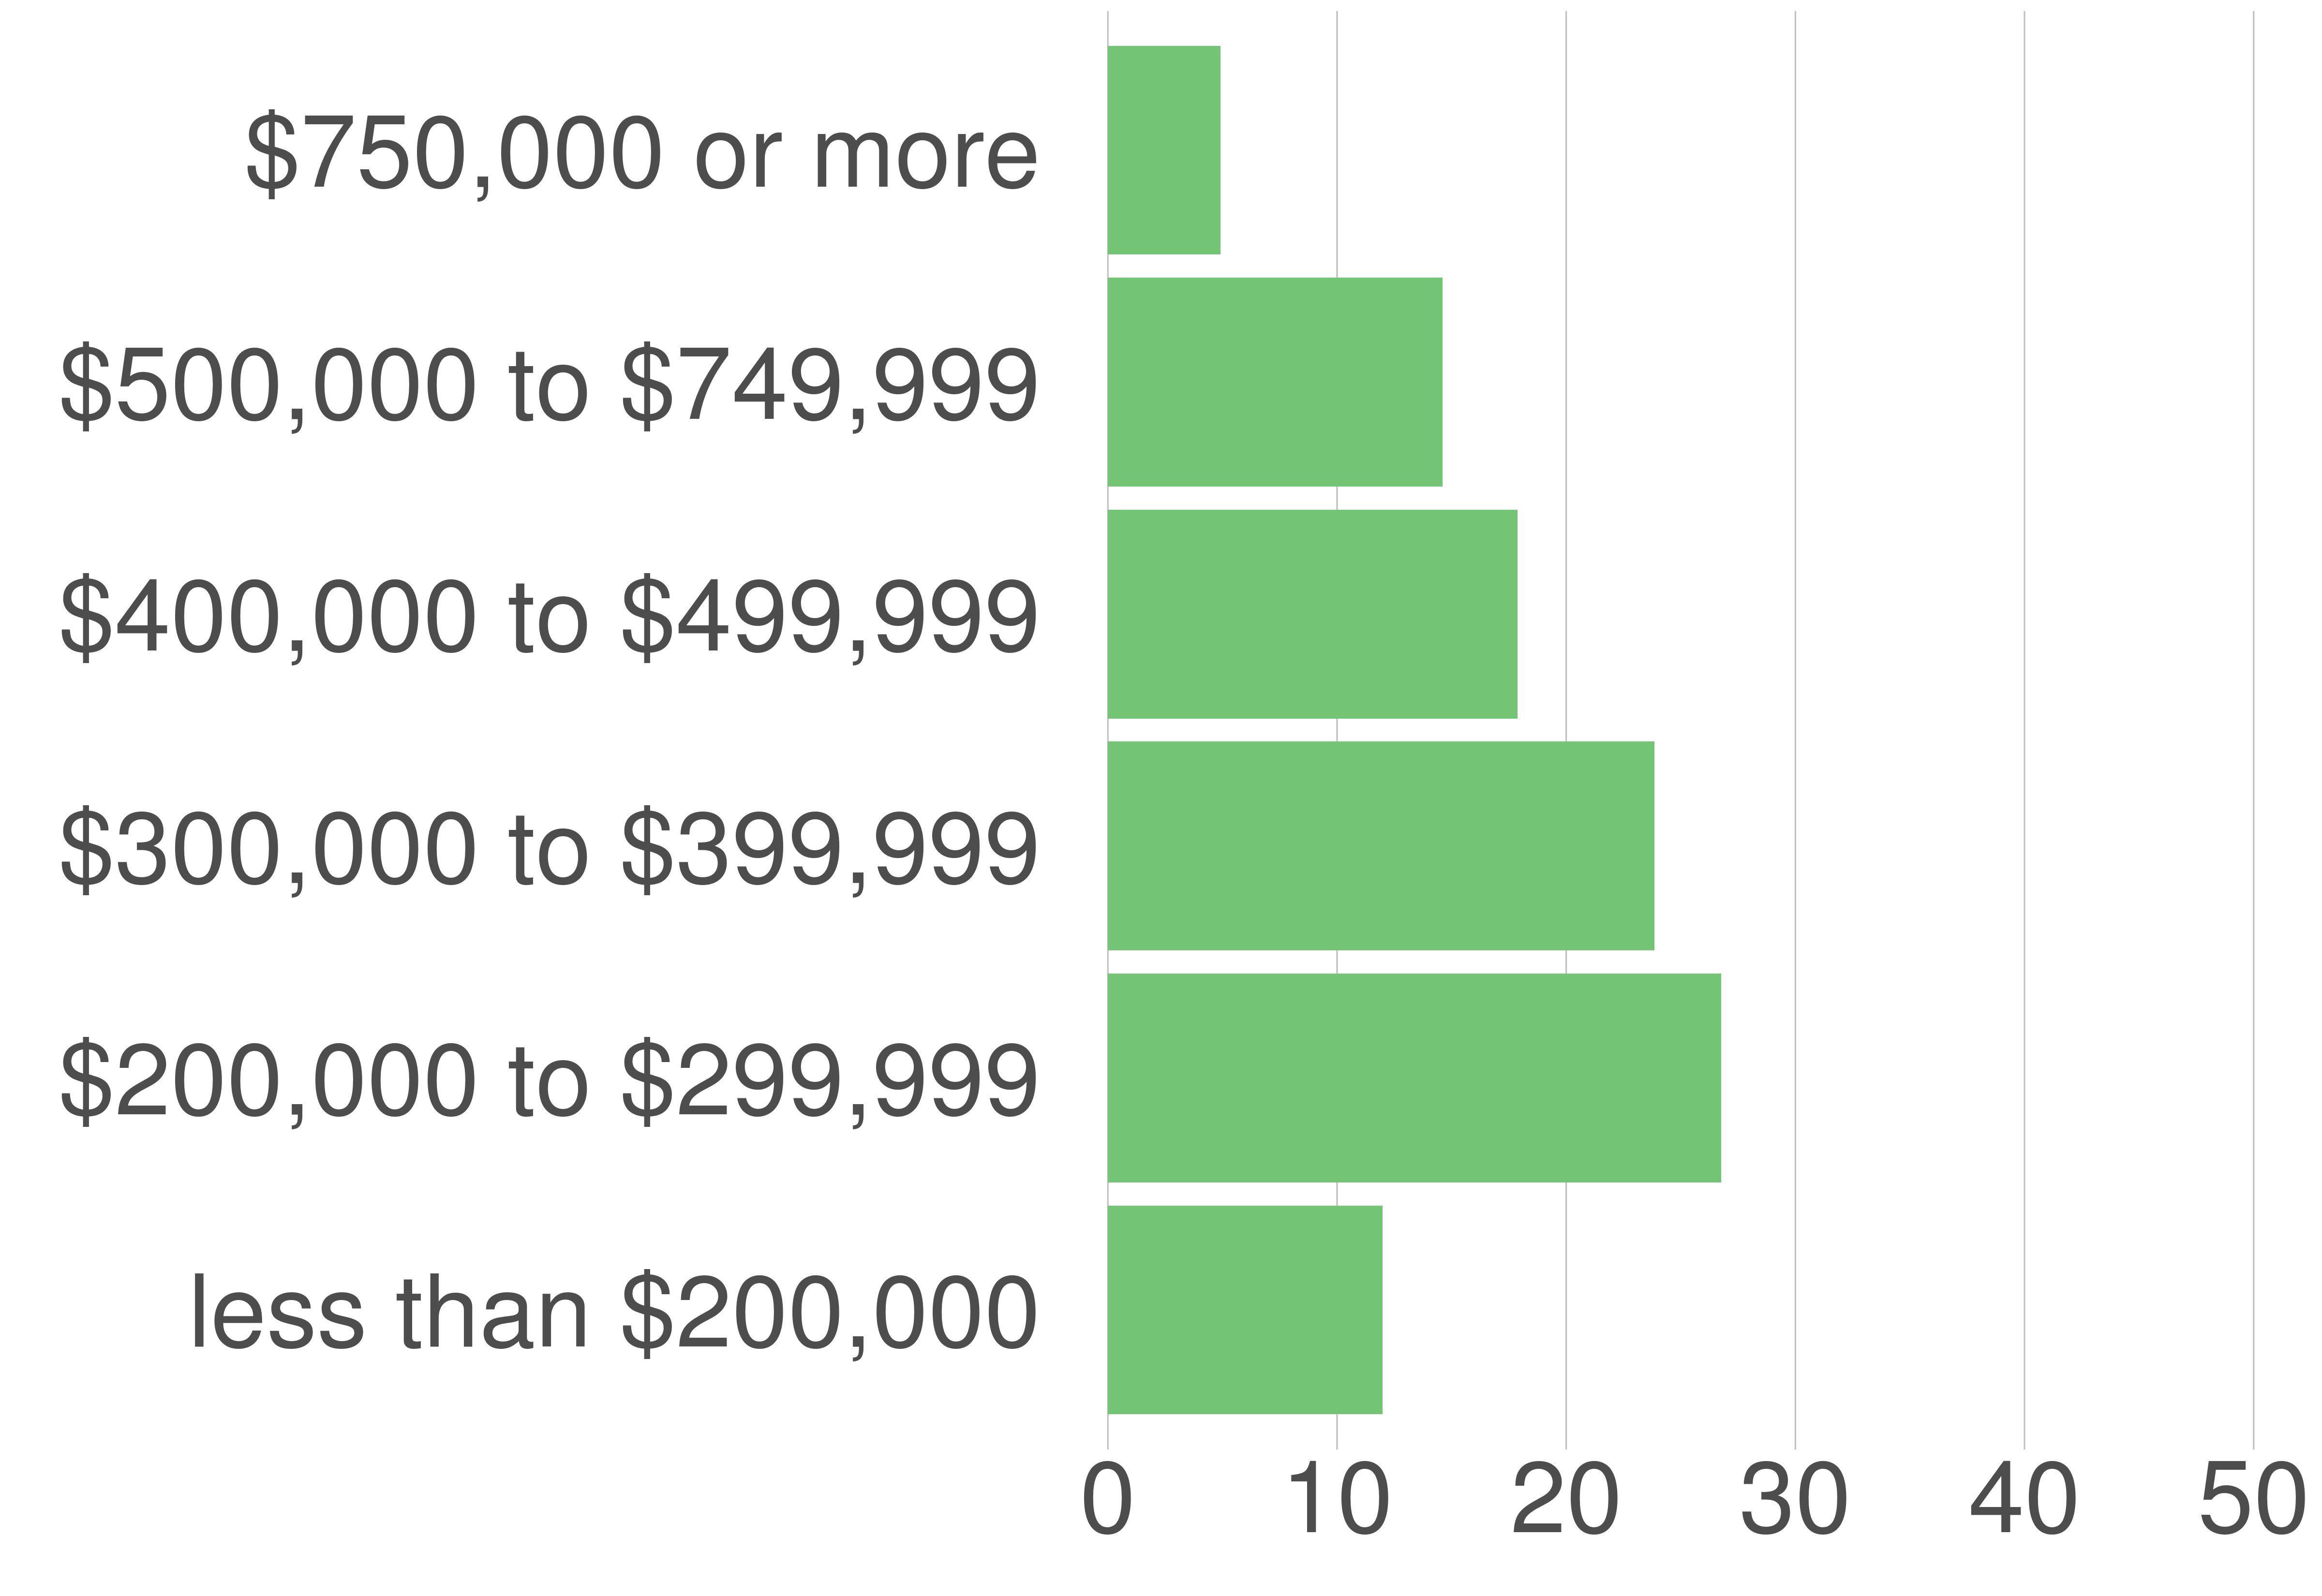 $750,000 or more
$500,000 to $749,999
$400,000 to $499,999
$300,000 to $399,999
$200,000 to $299,999
less than $200,000
0 10 20 30 40 50